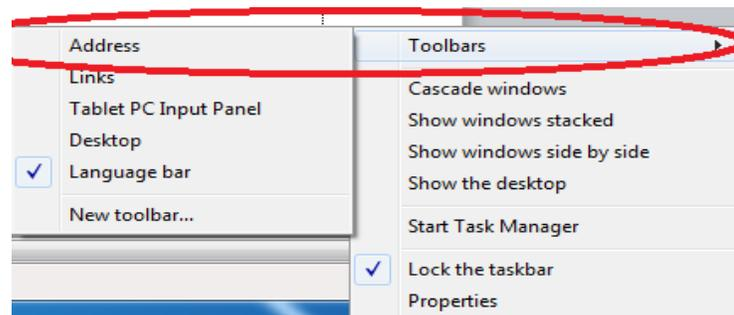 Address
Links
Tablet PC Input Panel
Desktop
Language bar
New toolbar...
Toolbars
Cascade windows
Show windows stacked
Show windows side by side
Show the desktop
Start Task Manager
Lock the taskbar
Properties